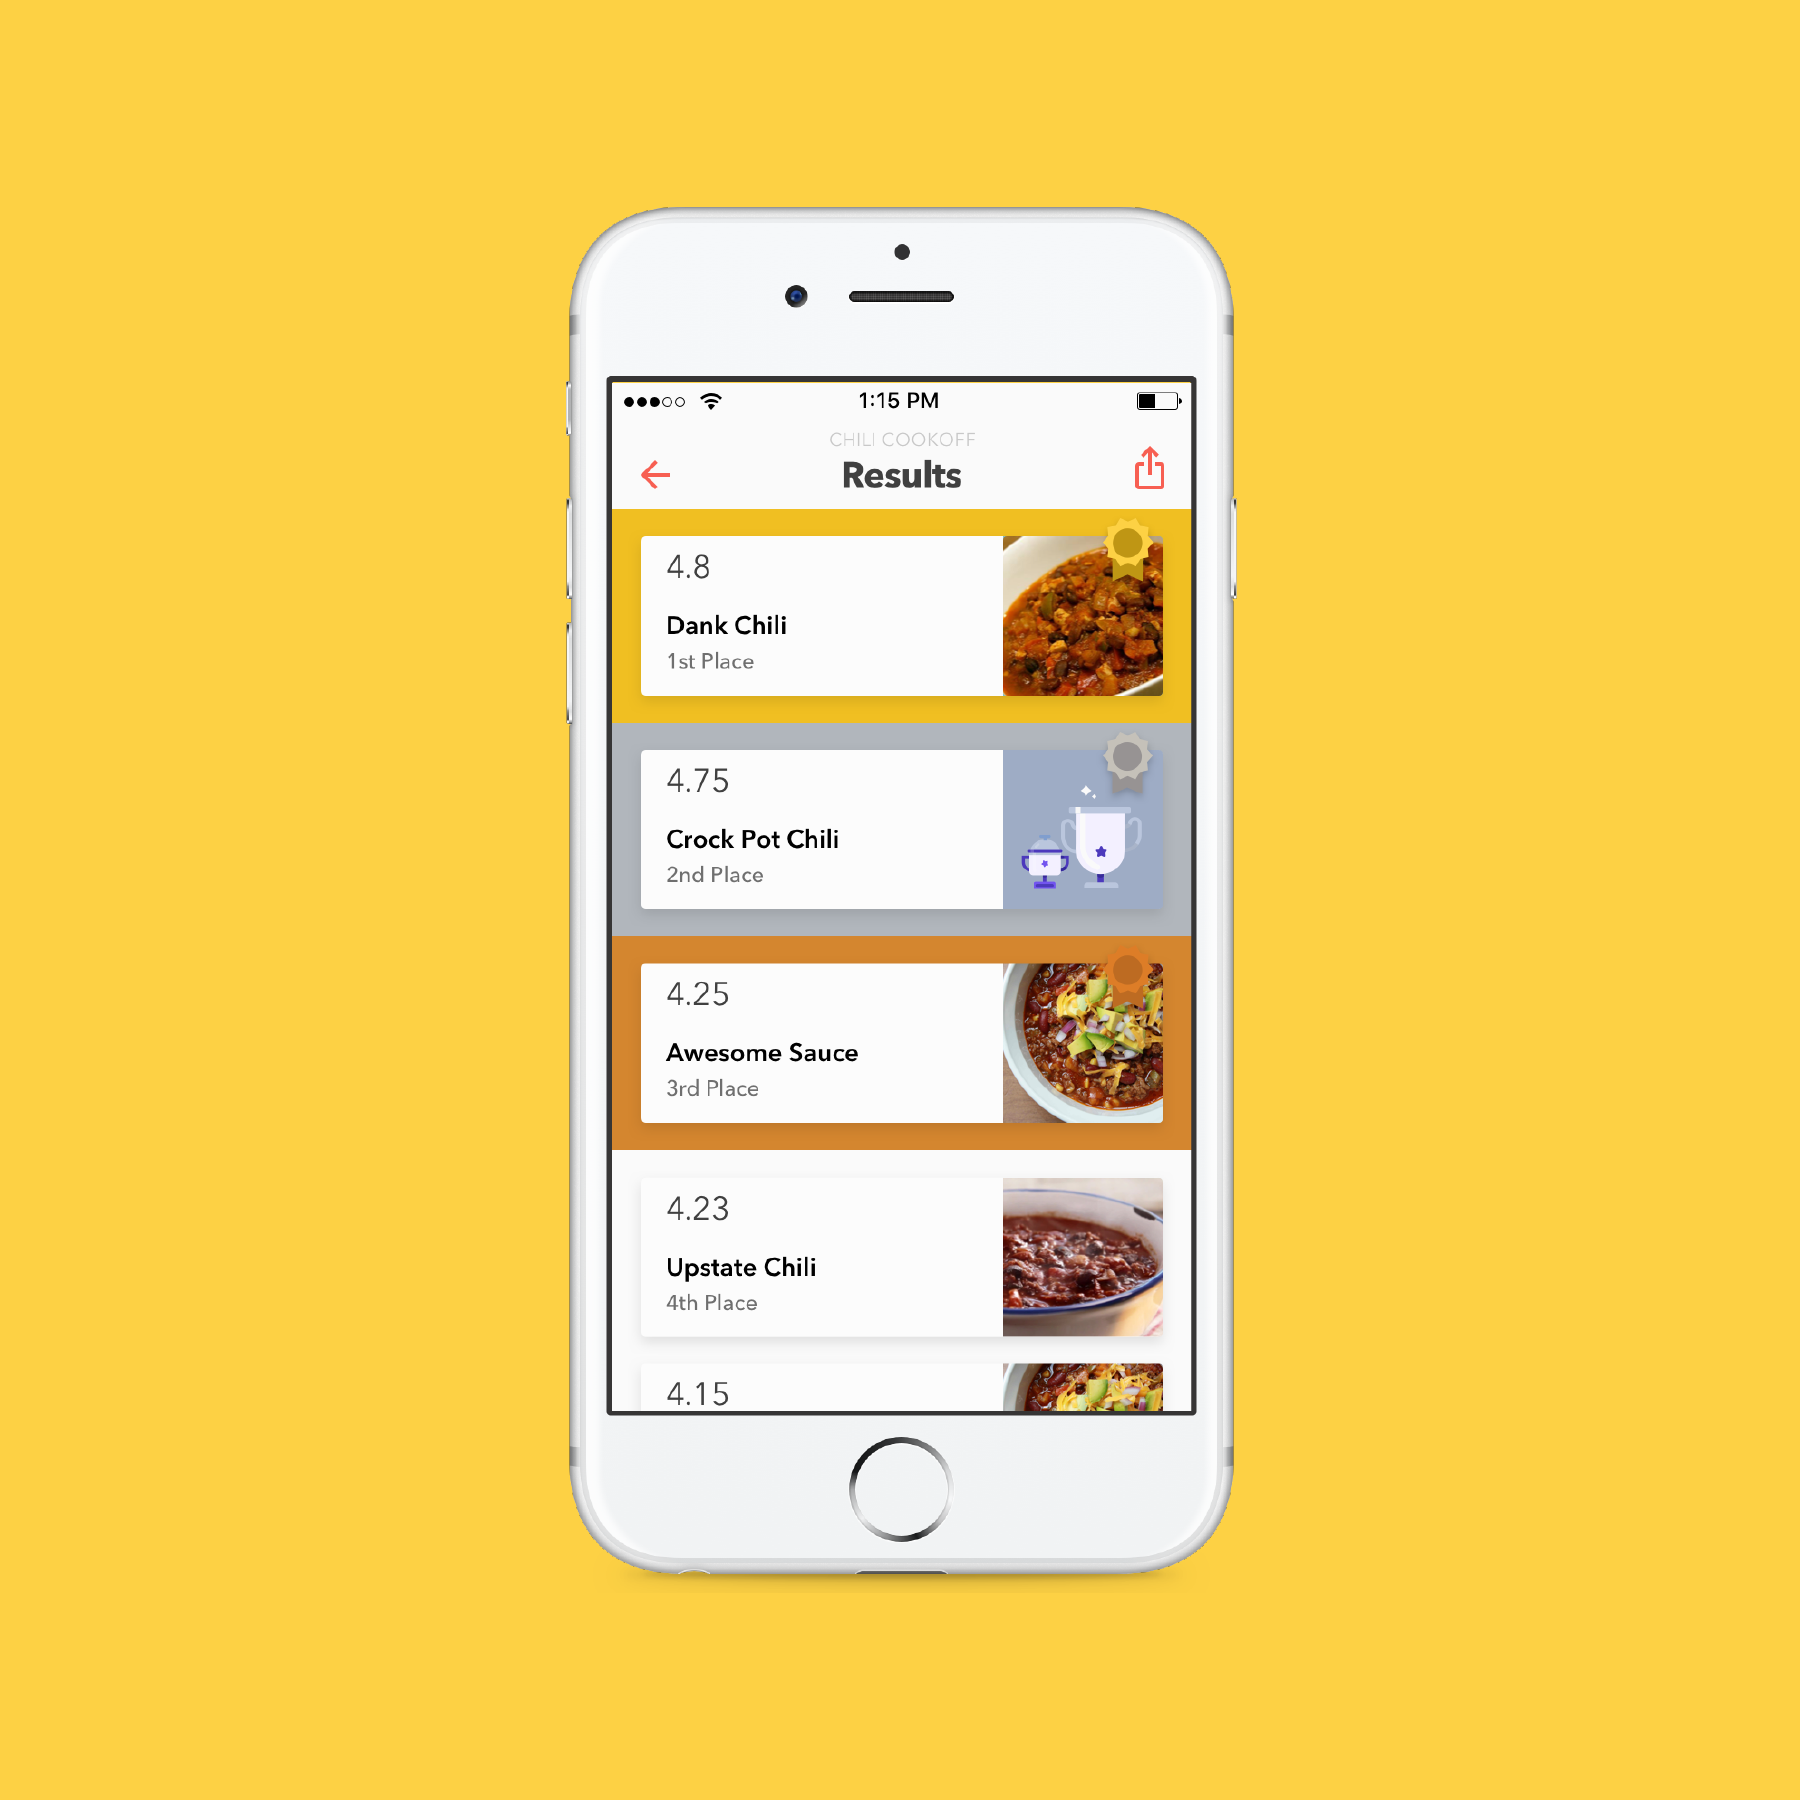 1:15 PM
CHILI COOKOFF
Results
4.8
Dank Chili
1st Place
4.75
Crock Pot Chili
2nd Place
4.25
Awesome Sauce
3rd Place
4.23
Upstate Chili
4th Place
4.15